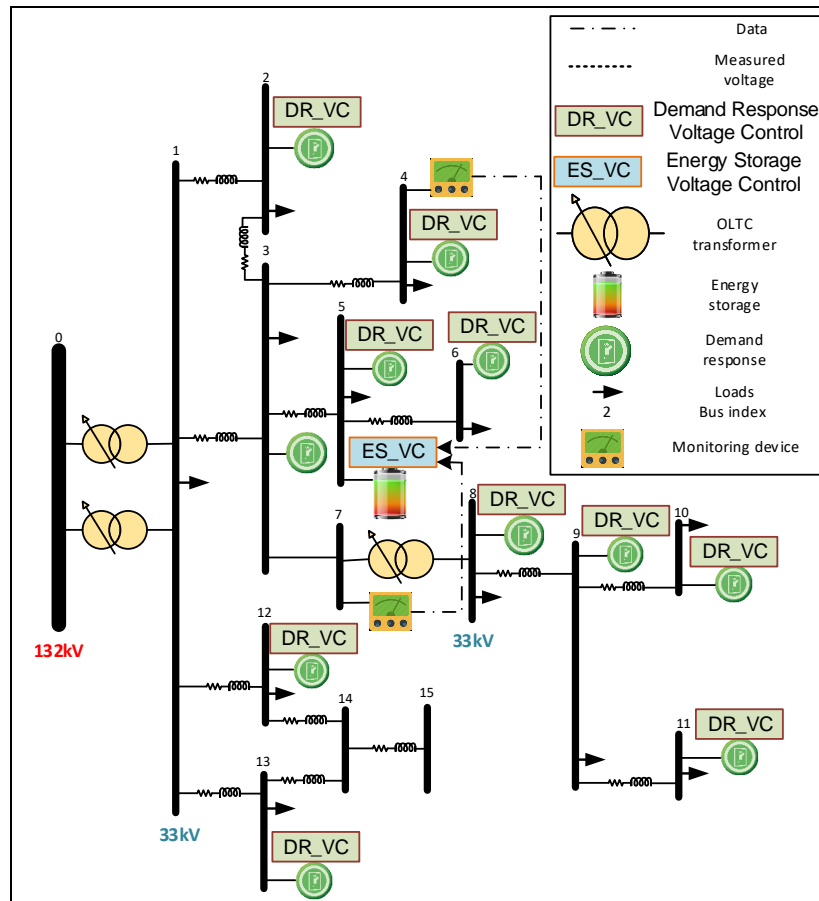 2
DR_VC
1
4
DR_VC
3
5
DR_VC
DR_VC
6
0
ES_VC
7
8
DR_VC
9
DR_VC
10
DR_VC
132kV
33kV
12
DR_VC
14
15
11
DR_VC
13
33kV
DR_VC
Data
Measured
voltage
DR_VC
Demand Response
Voltage Control
ES_VC
Energy Storage
Voltage Control
OLTC
transformer
Energy
storage
Demand
response
Loads
2
Bus index
Monitoring device